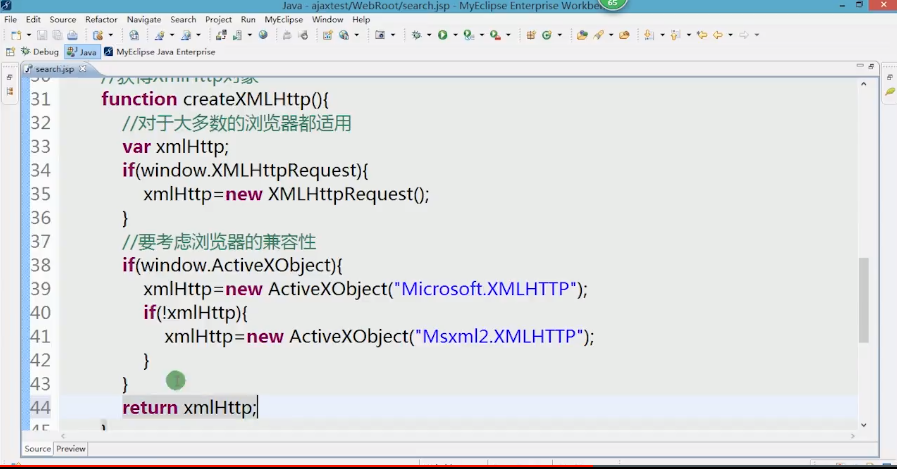 Java - ajaxtest/WebRoot/search.jsp - MyEclipse Enterprise Workbe
65
File Edit Source Refactor Navigate Search Project Run MyEclipse Window Help
Debug Java MyEclipse Java Enterprise
search.jsp
30 //获得XmlHttp对象
31 function createXMLHttp(){
32 //对于大多数的浏览器都适用
33 var xmlHttp;
34 if(window.XMLHttpRequest){
35 xmlHttp=new XMLHttpRequest();
36 }
37 //要考虑浏览器的兼容性
38 if(window.ActiveXObject){
39 xmlHttp=new ActiveXObject("Microsoft.XMLHTTP");
40 if(!xmlHttp){
41 xmlHttp=new ActiveXObject("Msxml2.XMLHTTP");
42 }
43 }
44 return xmlHttp;
45 }
Source Preview